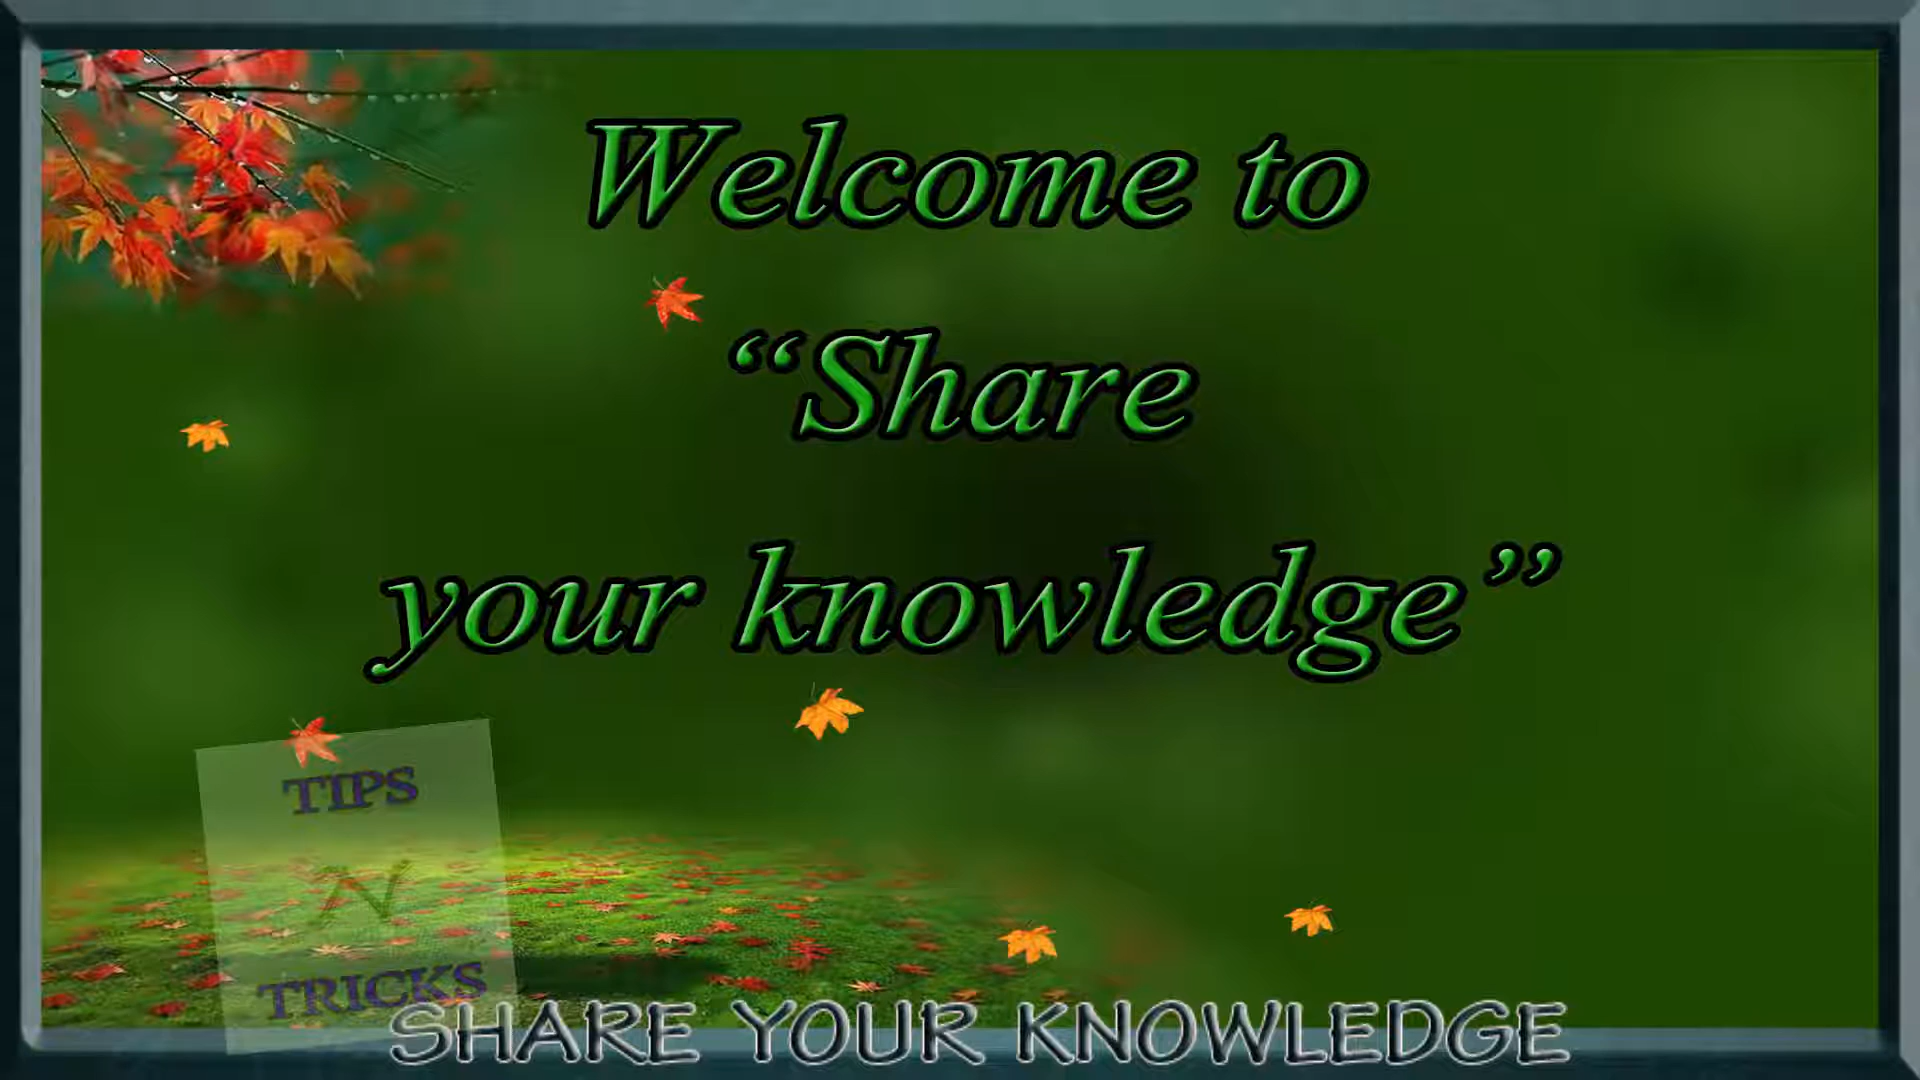 Welcome to
“Share
your knowledge”
TIPS
N
TRICKS
SHARE YOUR KNOWLEDGE